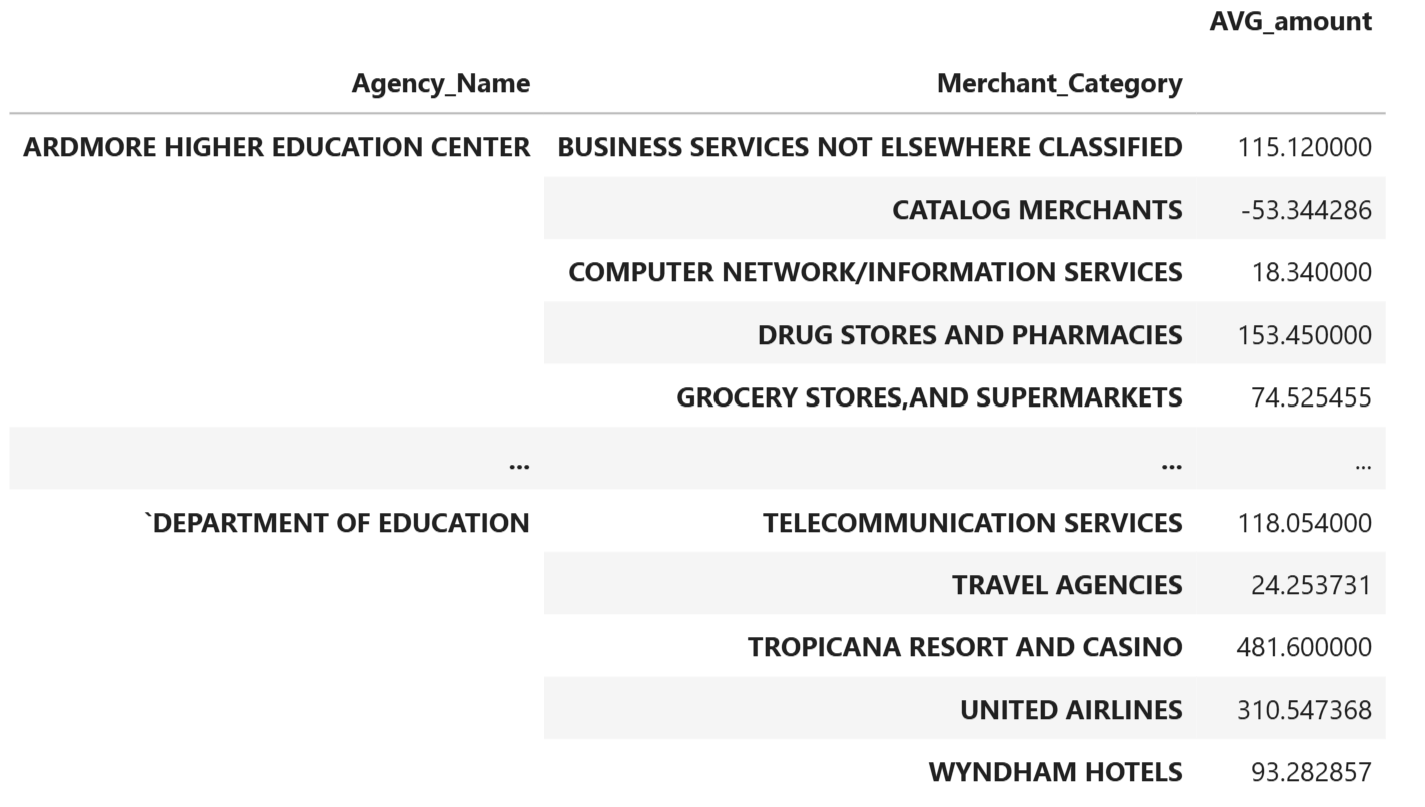 AVG_amount
Agency_Name Merchant_Category
ARDMORE HIGHER EDUCATION CENTER BUSINESS SERVICES NOT ELSEWHERE CLASSIFIED 115.120000
CATALOG MERCHANTS -53.344286
COMPUTER NETWORK/INFORMATION SERVICES 18.340000
DRUG STORES AND PHARMACIES 153.450000
GROCERY STORES,AND SUPERMARKETS 74.525455
... ... ...
`DEPARTMENT OF EDUCATION TELECOMMUNICATION SERVICES 118.054000
TRAVEL AGENCIES 24.253731
TROPICANA RESORT AND CASINO 481.600000
UNITED AIRLINES 310.547368
WYNDHAM HOTELS 93.282857